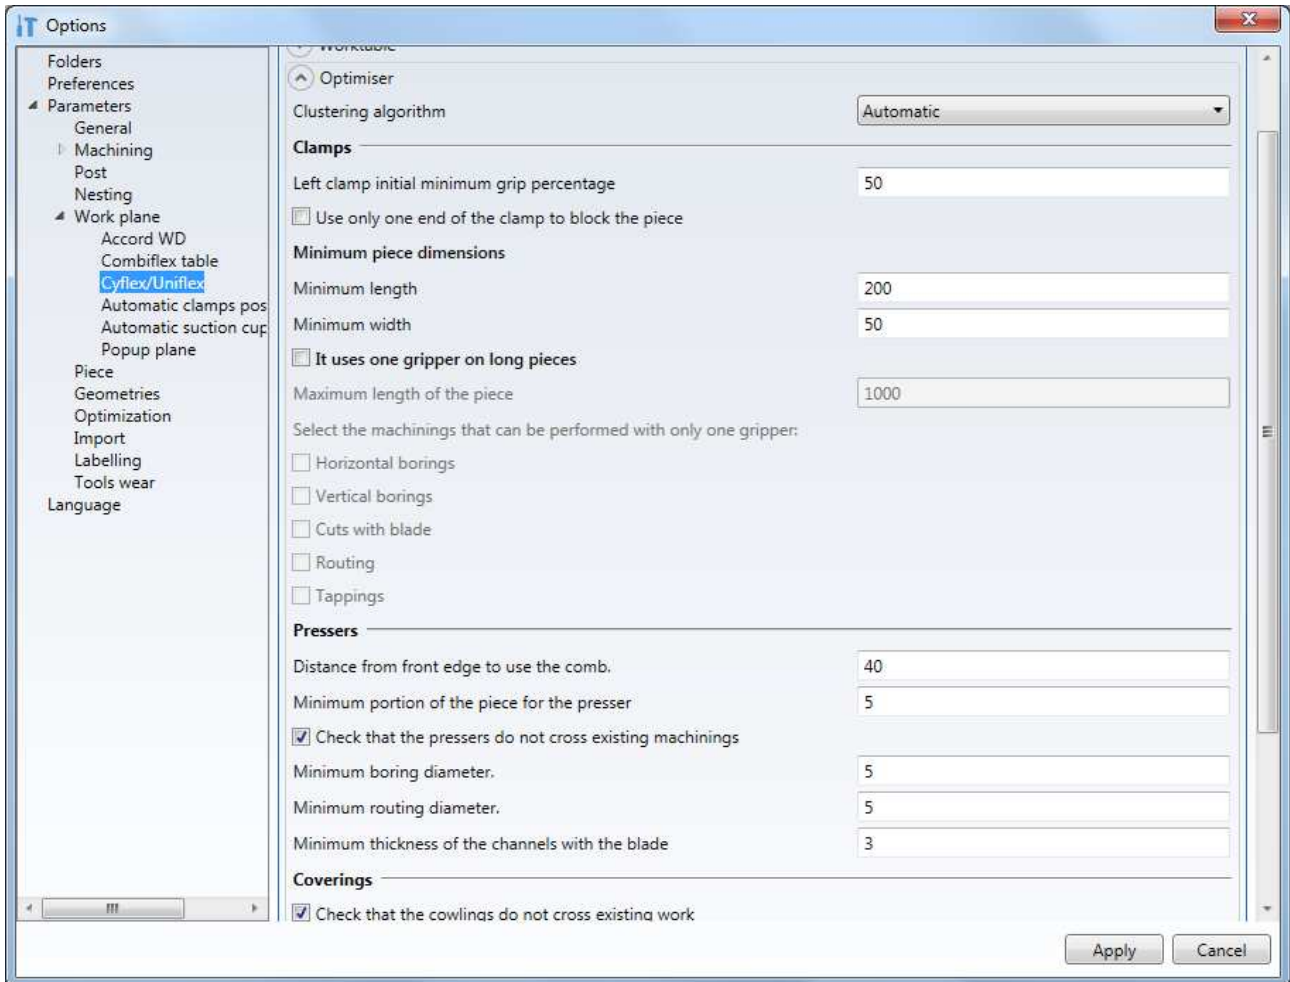 Options
Folders
Preferences
Parameters
General
Machining
Post
Nesting
Work plane
Accord WD
Combiflex table
Cyflex/Uniflex
Automatic clamps pos
Automatic suction cup
Popup plane
Piece
Geometries
Optimization
Import
Labelling
Tools wear
Language
Worktable
Optimiser
Clustering algorithm Automatic
Clamps
Left clamp initial minimum grip percentage 50
Use only one end of the clamp to block the piece
Minimum piece dimensions
Minimum length 200
Minimum width 50
It uses one gripper on long pieces
Maximum length of the piece 1000
Select the machinings that can be performed with only one gripper:
Horizontal borings
Vertical borings
Cuts with blade
Routing
Tappings
Pressers
Distance from front edge to use the comb. 40
Minimum portion of the piece for the presser 5
Check that the pressers do not cross existing machinings
Minimum boring diameter. 5
Minimum routing diameter. 5
Minimum thickness of the channels with the blade 3
Coverings
Check that the cowlings do not cross existing work
Apply Cancel